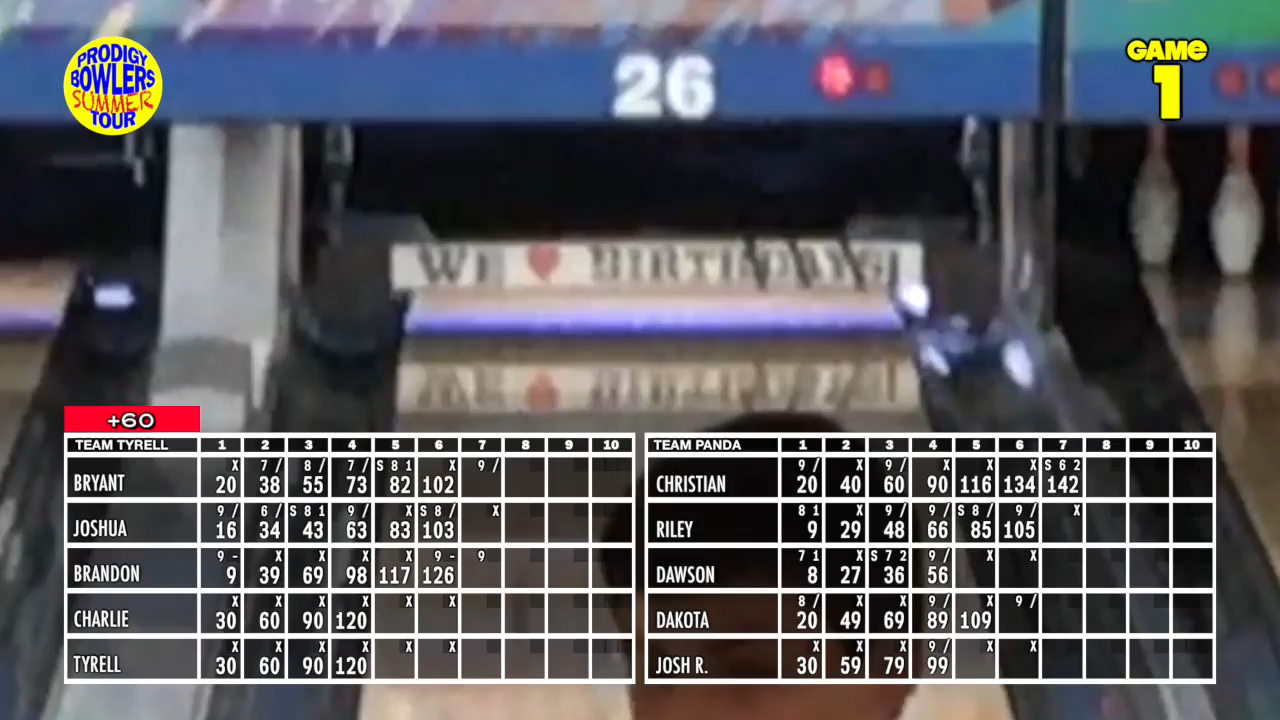 PRODIGY
BOWLERS
SUMMER
TOUR
26
GAME
1
WE ♥ BIRTHDAYS!
+60
TEAM TYRELL 1 2 3 4 5 6 7 8 9 10
X 7 / 8 / 7 / S 8 1 X 9 /
BRYANT 20 38 55 73 82 102
9 / 6 / S 8 1 9 / X S 8 / X
JOSHUA 16 34 43 63 83 103
9 - X X X X 9 - 9
BRANDON 9 39 69 98 117 126
X X X X X X
CHARLIE 30 60 90 120
X X X X X X
TYRELL 30 60 90 120
TEAM PANDA 1 2 3 4 5 6 7 8 9 10
9 / X 9 / X X X S 6 2
CHRISTIAN 20 40 60 90 116 134 142
8 1 X 9 / 9 / S 8 / 9 / X
RILEY 9 29 48 66 85 105
7 1 X S 7 2 9 / X X
DAWSON 8 27 36 56
8 / X X 9 / X 9 /
DAKOTA 20 49 69 89 109
X X X 9 / X X
JOSH R. 30 59 79 99